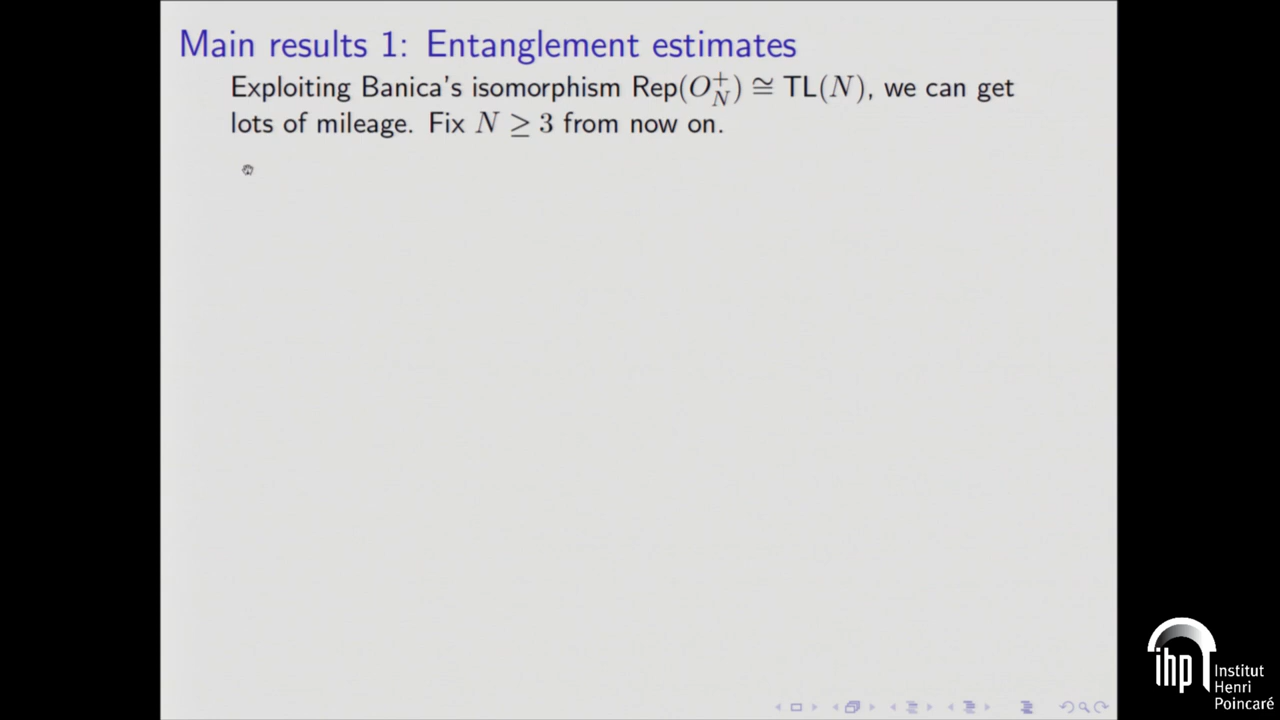 Main results 1: Entanglement estimates
Exploiting Banica's isomorphism Rep(O_N^+) ≅ TL(N), we can get
lots of mileage. Fix N ≥ 3 from now on.
ihp
Institut
Henri
Poincaré